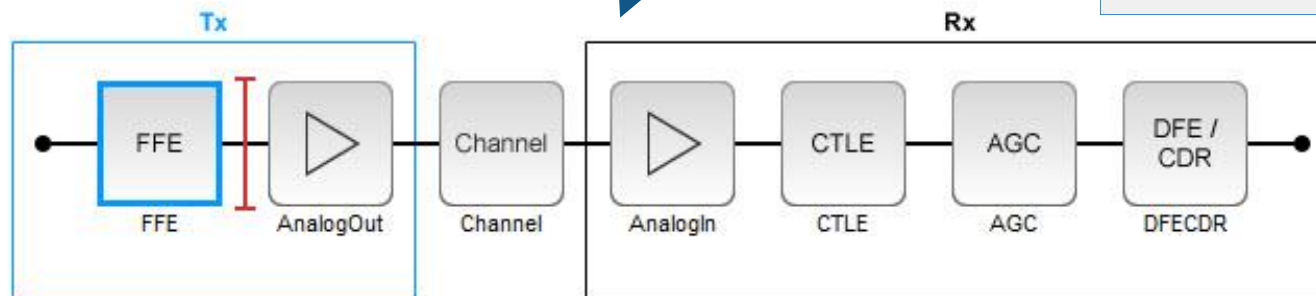 Tx
Rx
FFE
Channel
CTLE
AGC
DFE /
CDR
FFE
AnalogOut
Channel
AnalogIn
CTLE
AGC
DFECDR